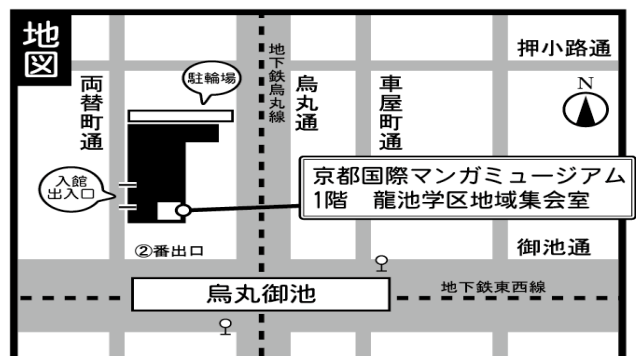 地図
押小路通
地下鉄烏丸線
駐輪場
両替町通
烏丸通
車屋町通
N
京都国際マンガミュージアム
1階　龍池学区地域集会室
入館
出入口
②番出口
御池通
烏丸御池
地下鉄東西線